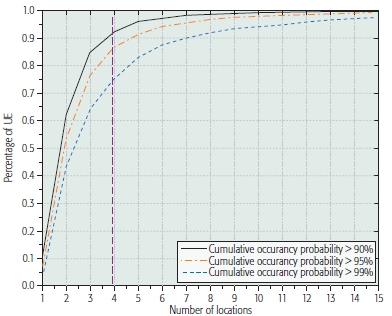 1.0
0.9
0.8
0.7
0.6
0.5
0.4
0.3
0.2
0.1
0.0
Percentage of UE
Cumulative occurancy probability > 90%
Cumulative occurancy probability > 95%
Cumulative occurancy probability > 99%
1 2 3 4 5 6 7 8 9 10 11 12 13 14 15
Number of locations